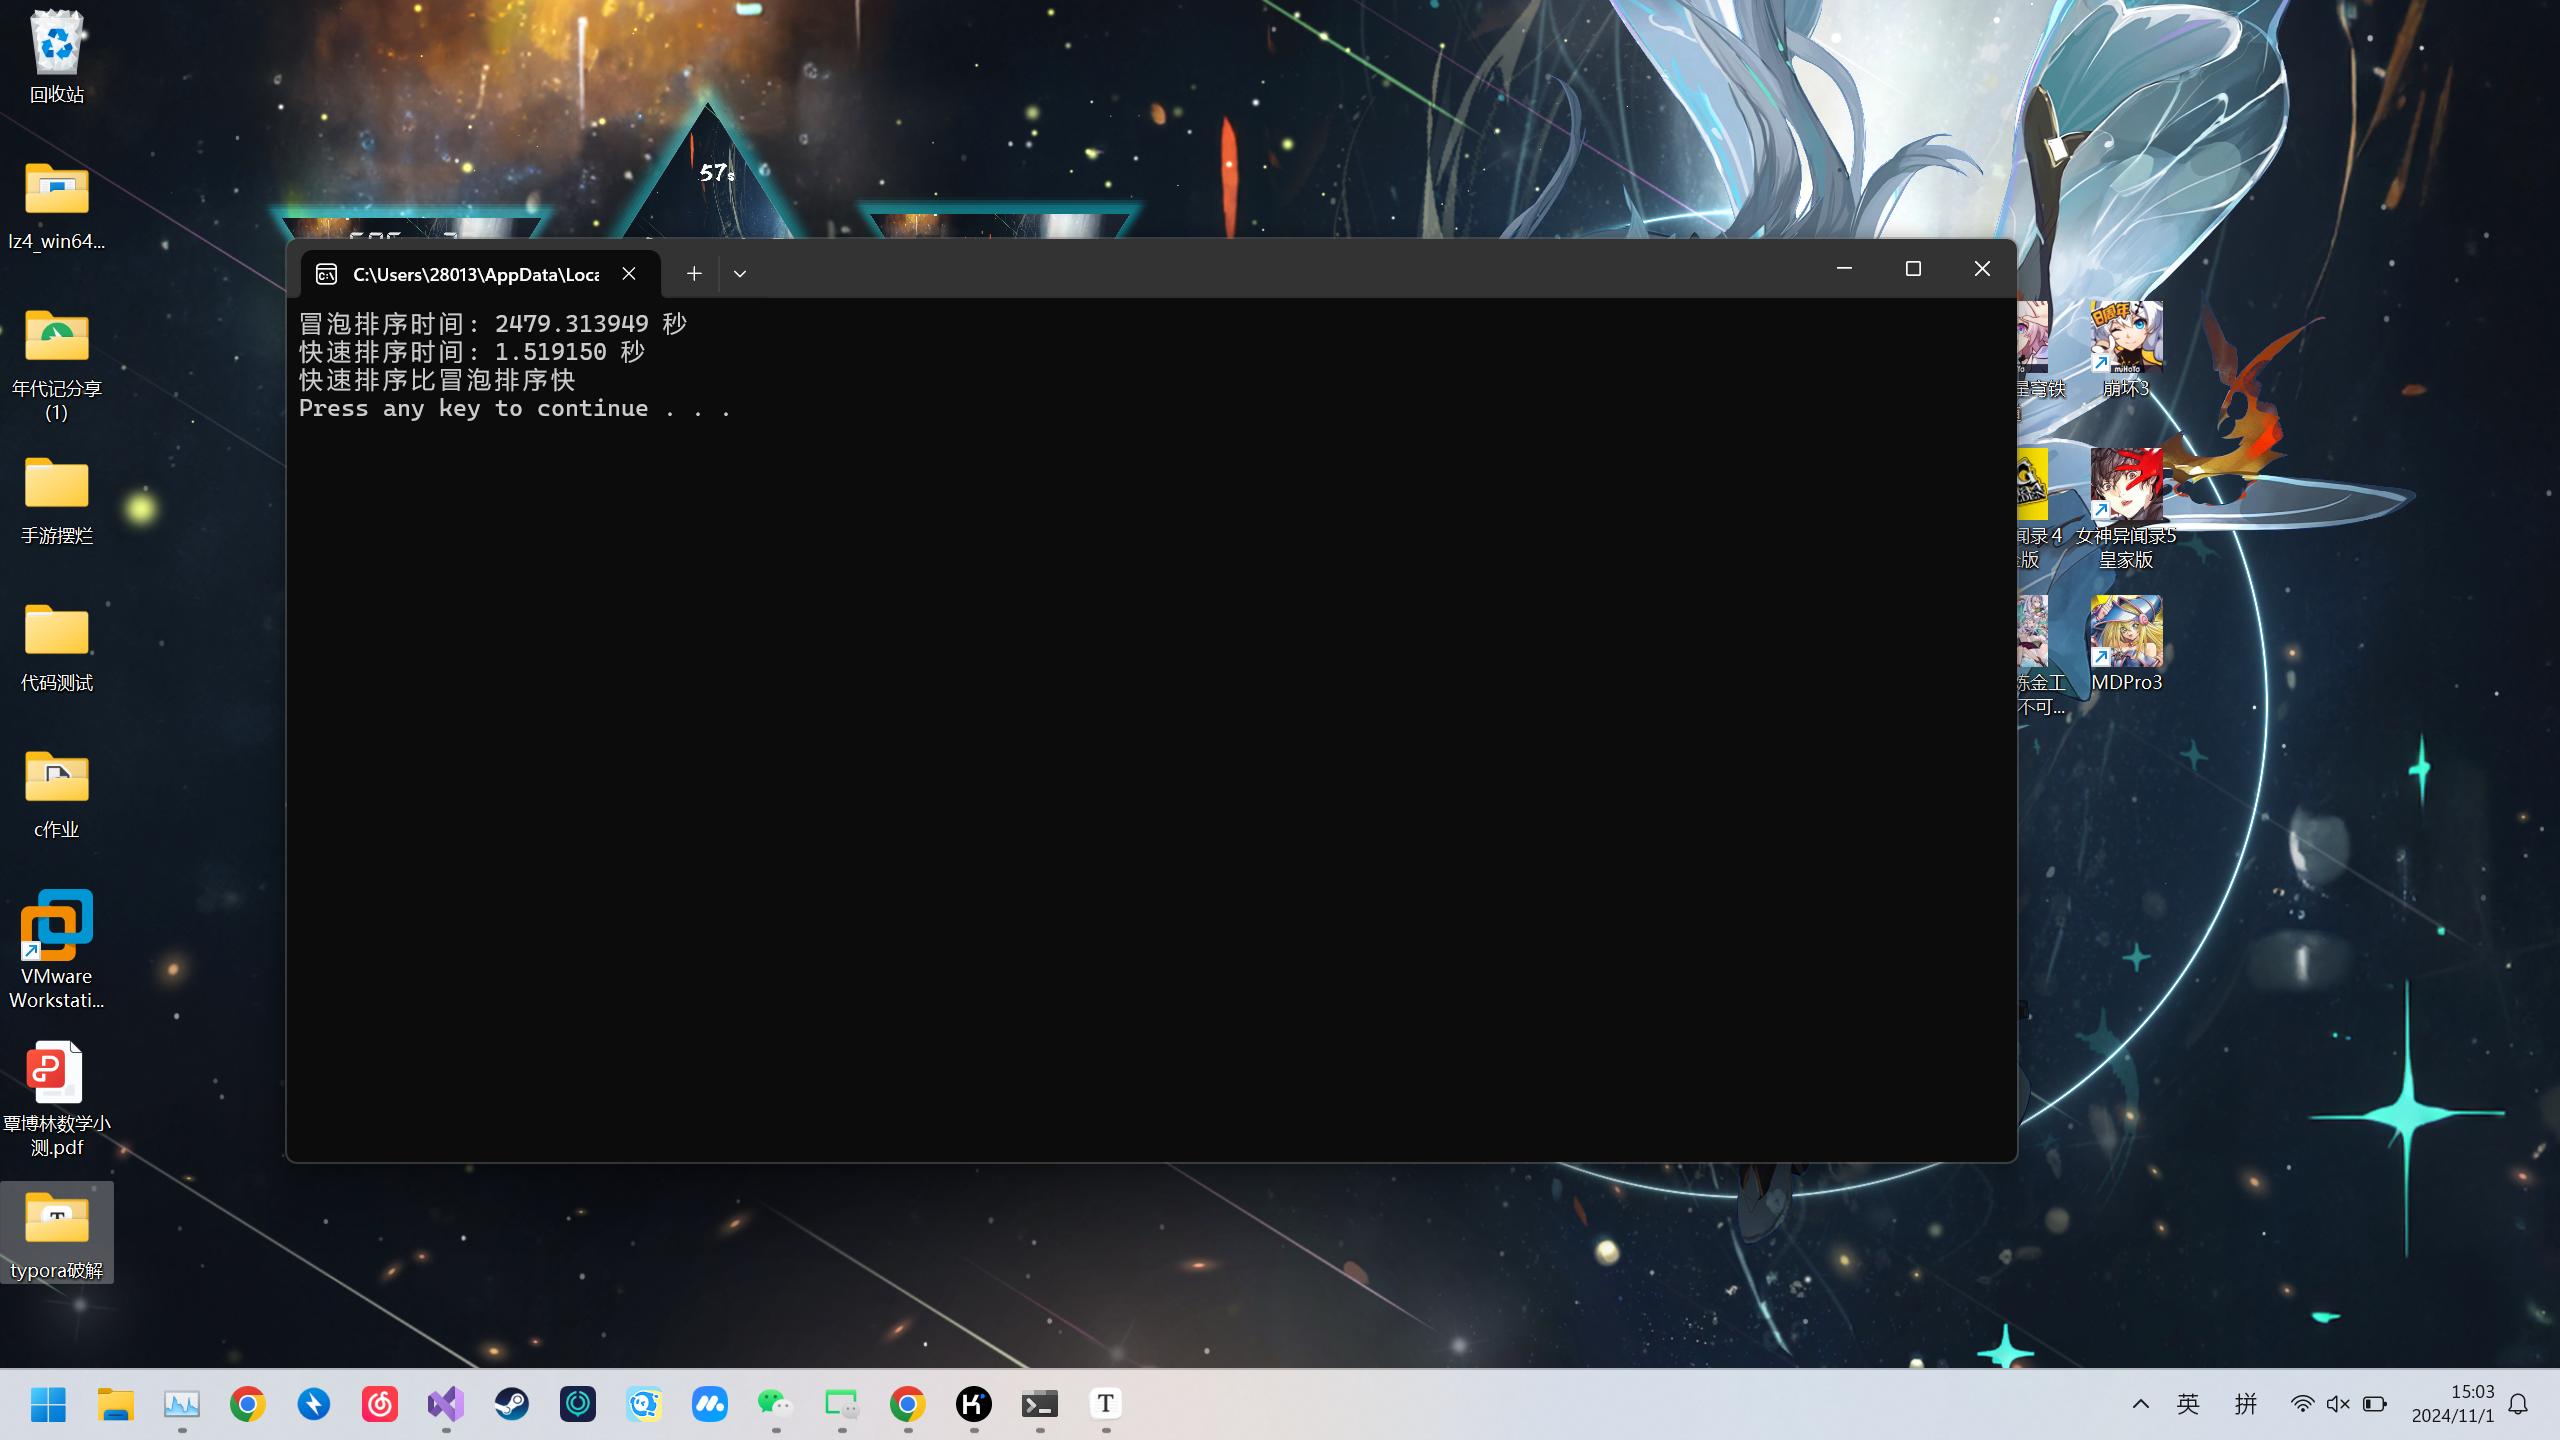 回收站
lz4_win64...
年代记分享
(1)
手游摆烂
代码测试
c作业
VMware
Workstati...
覃博林数学小
测.pdf
typora破解
57s
C:\Users\28013\AppData\Loca
冒泡排序时间: 2479.313949 秒
快速排序时间: 1.519150 秒
快速排序比冒泡排序快
Press any key to continue . . .
星穹铁
崩坏3
闻录4
版
女神异闻录5
皇家版
炼金工
不可...
MDPro3
英
拼
15:03
2024/11/1